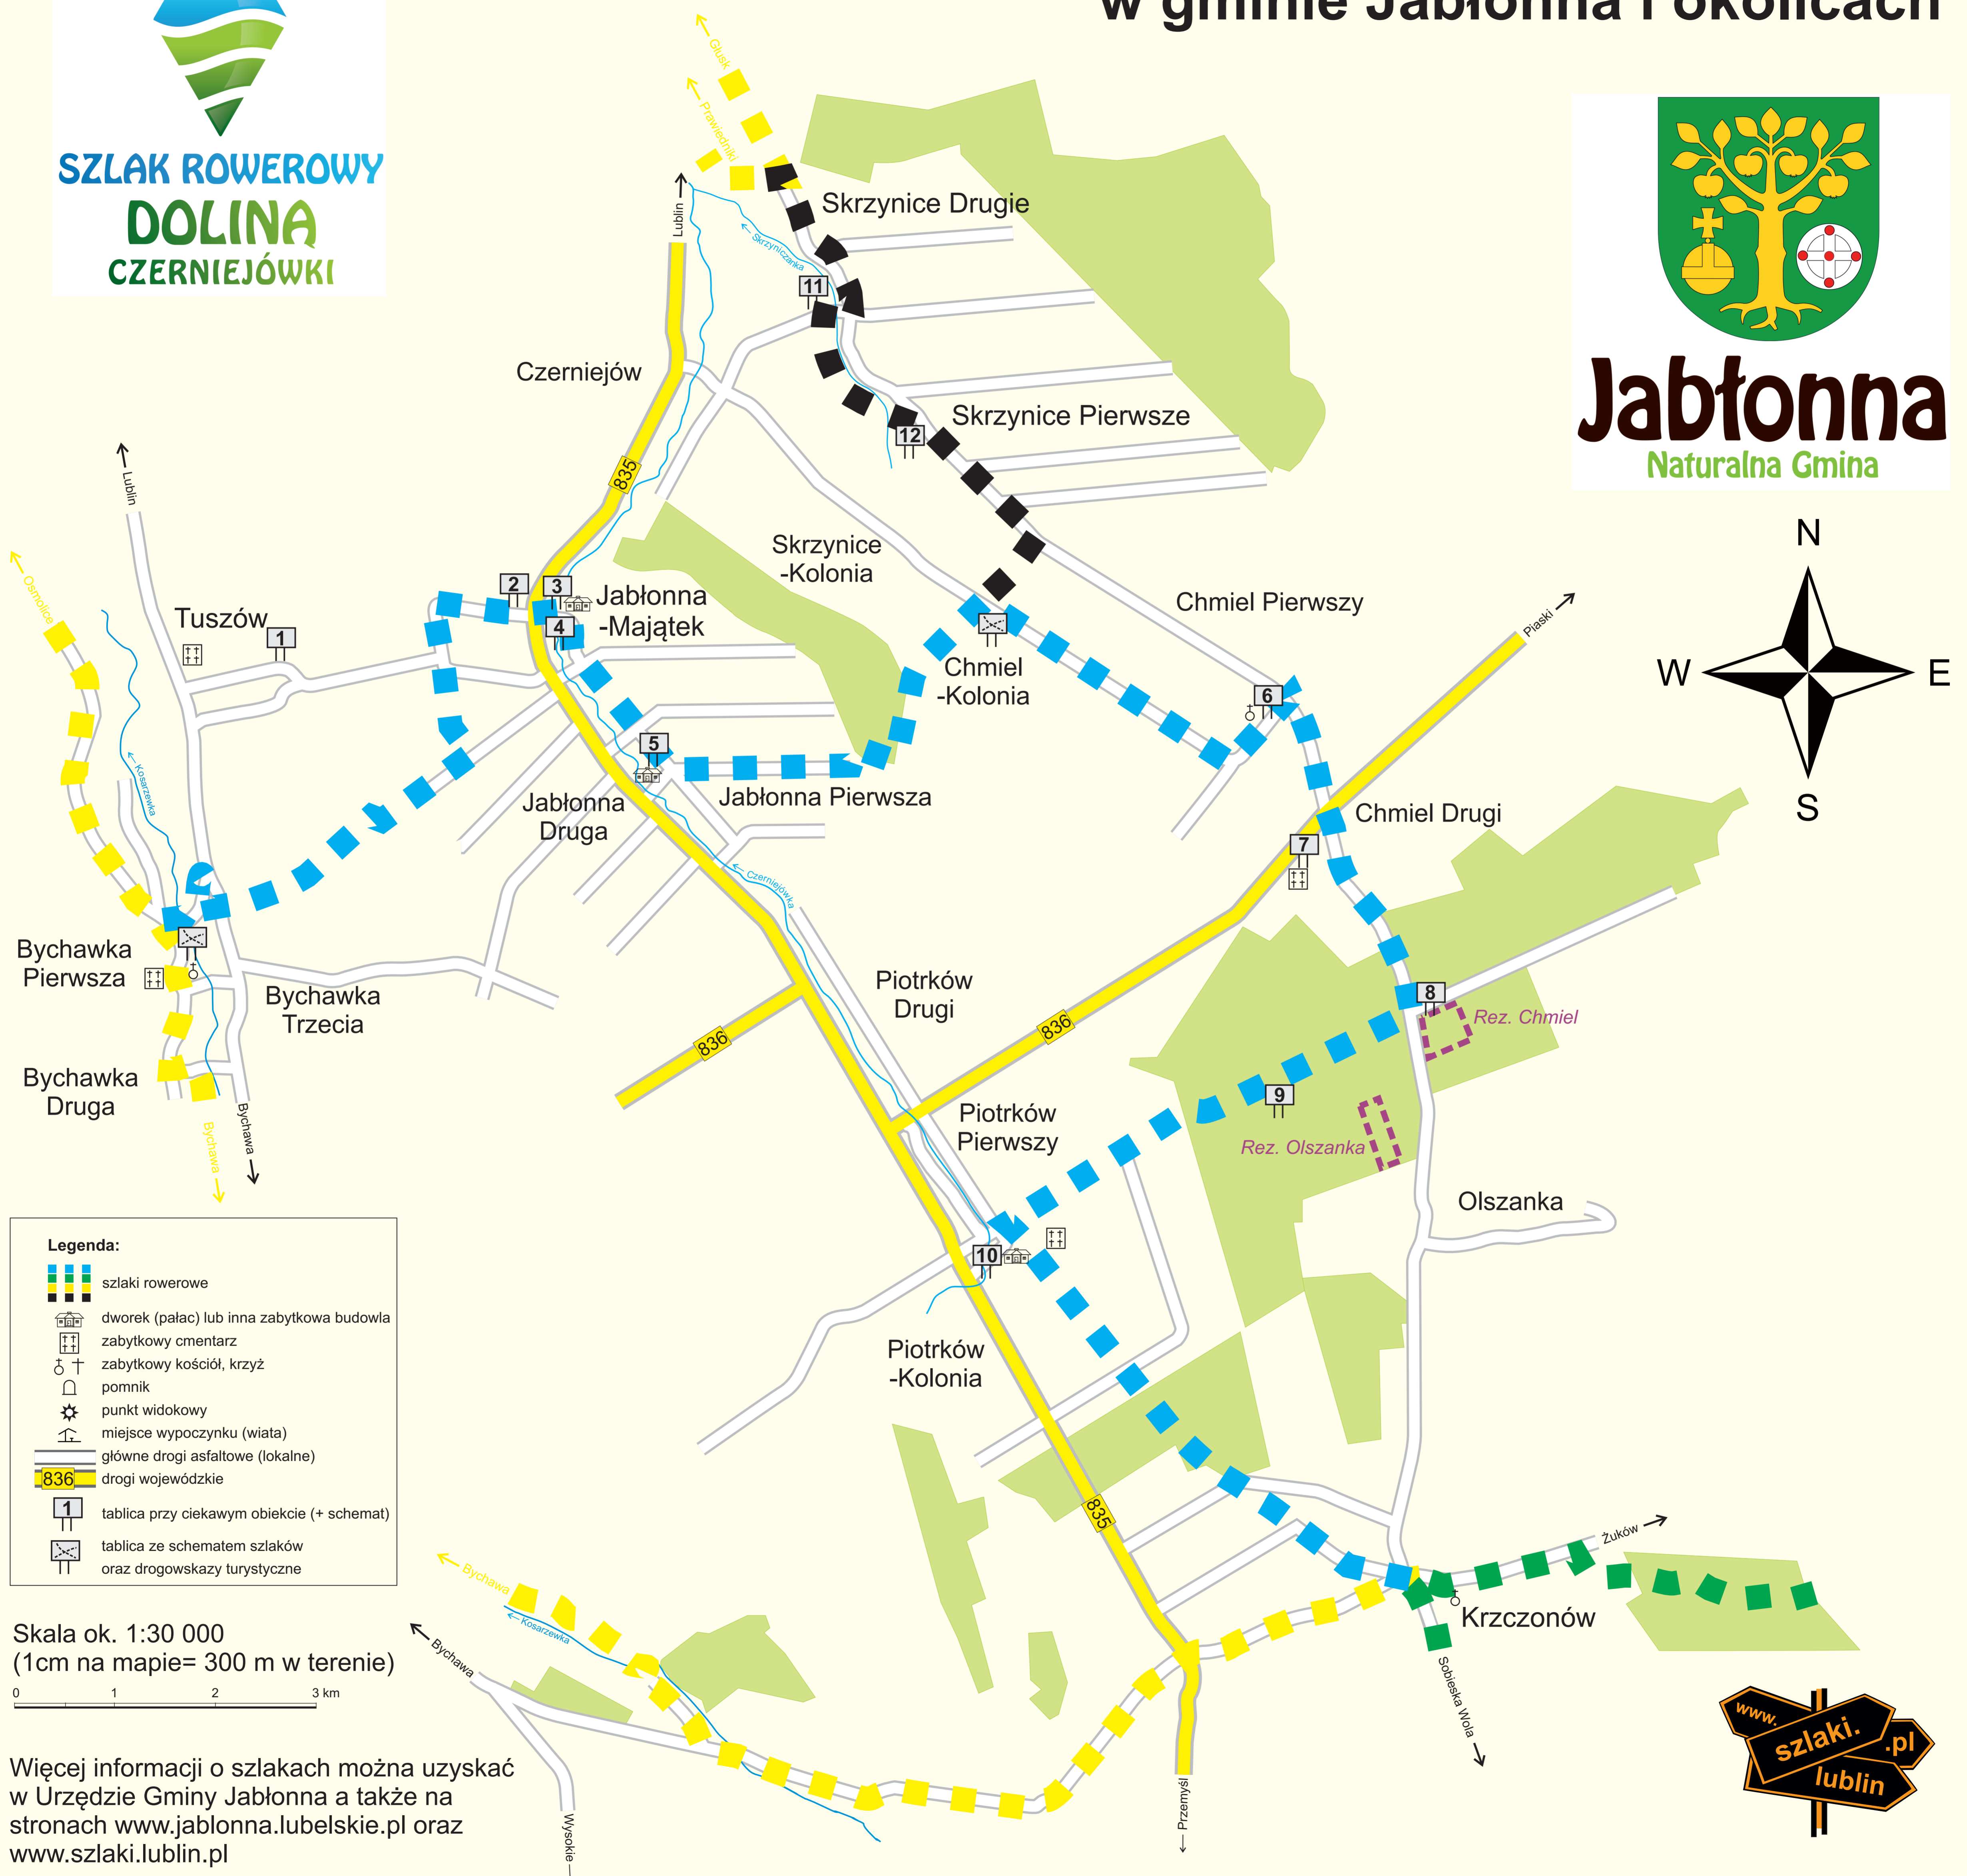 w gminie Jabłonna i okolicach
SZLAK ROWEROWY
DOLINĄ
CZERNIEJÓWKI
Jabłonna
Naturalna Gmina
N
W
E
S
Głusk
Prawiedniki
Lublin
Skrzyniczanka
Skrzynice Drugie
11
Czerniejów
Skrzynice Pierwsze
12
835
Lublin
Osmolice
Skrzynice
-Kolonia
2
3
Jabłonna
-Majątek
4
Tuszów
1
Chmiel Pierwszy
Piaski
Chmiel
-Kolonia
6
5
Kosarzewka
Jabłonna
Druga
Jabłonna Pierwsza
Chmiel Drugi
7
Czerniejówka
Bychawka
Pierwsza
Bychawka
Trzecia
Piotrków
Drugi
8
Rez. Chmiel
836
836
Bychawka
Druga
9
Piotrków
Pierwszy
Rez. Olszanka
Bychawa
Bychawa
Olszanka
10
Piotrków
-Kolonia
835
Żuków
Krzczonów
Sobieska Wola
Bychawa
Kosarzewka
Bychawa
Wysokie
Przemyśl
Legenda:
szlaki rowerowe
dworek (pałac) lub inna zabytkowa budowla
zabytkowy cmentarz
zabytkowy kościół, krzyż
pomnik
punkt widokowy
miejsce wypoczynku (wiata)
główne drogi asfaltowe (lokalne)
836 drogi wojewódzkie
1 tablica przy ciekawym obiekcie (+ schemat)
tablica ze schematem szlaków
oraz drogowskazy turystyczne
Skala ok. 1:30 000
(1cm na mapie= 300 m w terenie)
0 1 2 3 km
Więcej informacji o szlakach można uzyskać
w Urzędzie Gminy Jabłonna a także na
stronach www.jablonna.lubelskie.pl oraz
www.szlaki.lublin.pl
www.
szlaki.
.pl
lublin